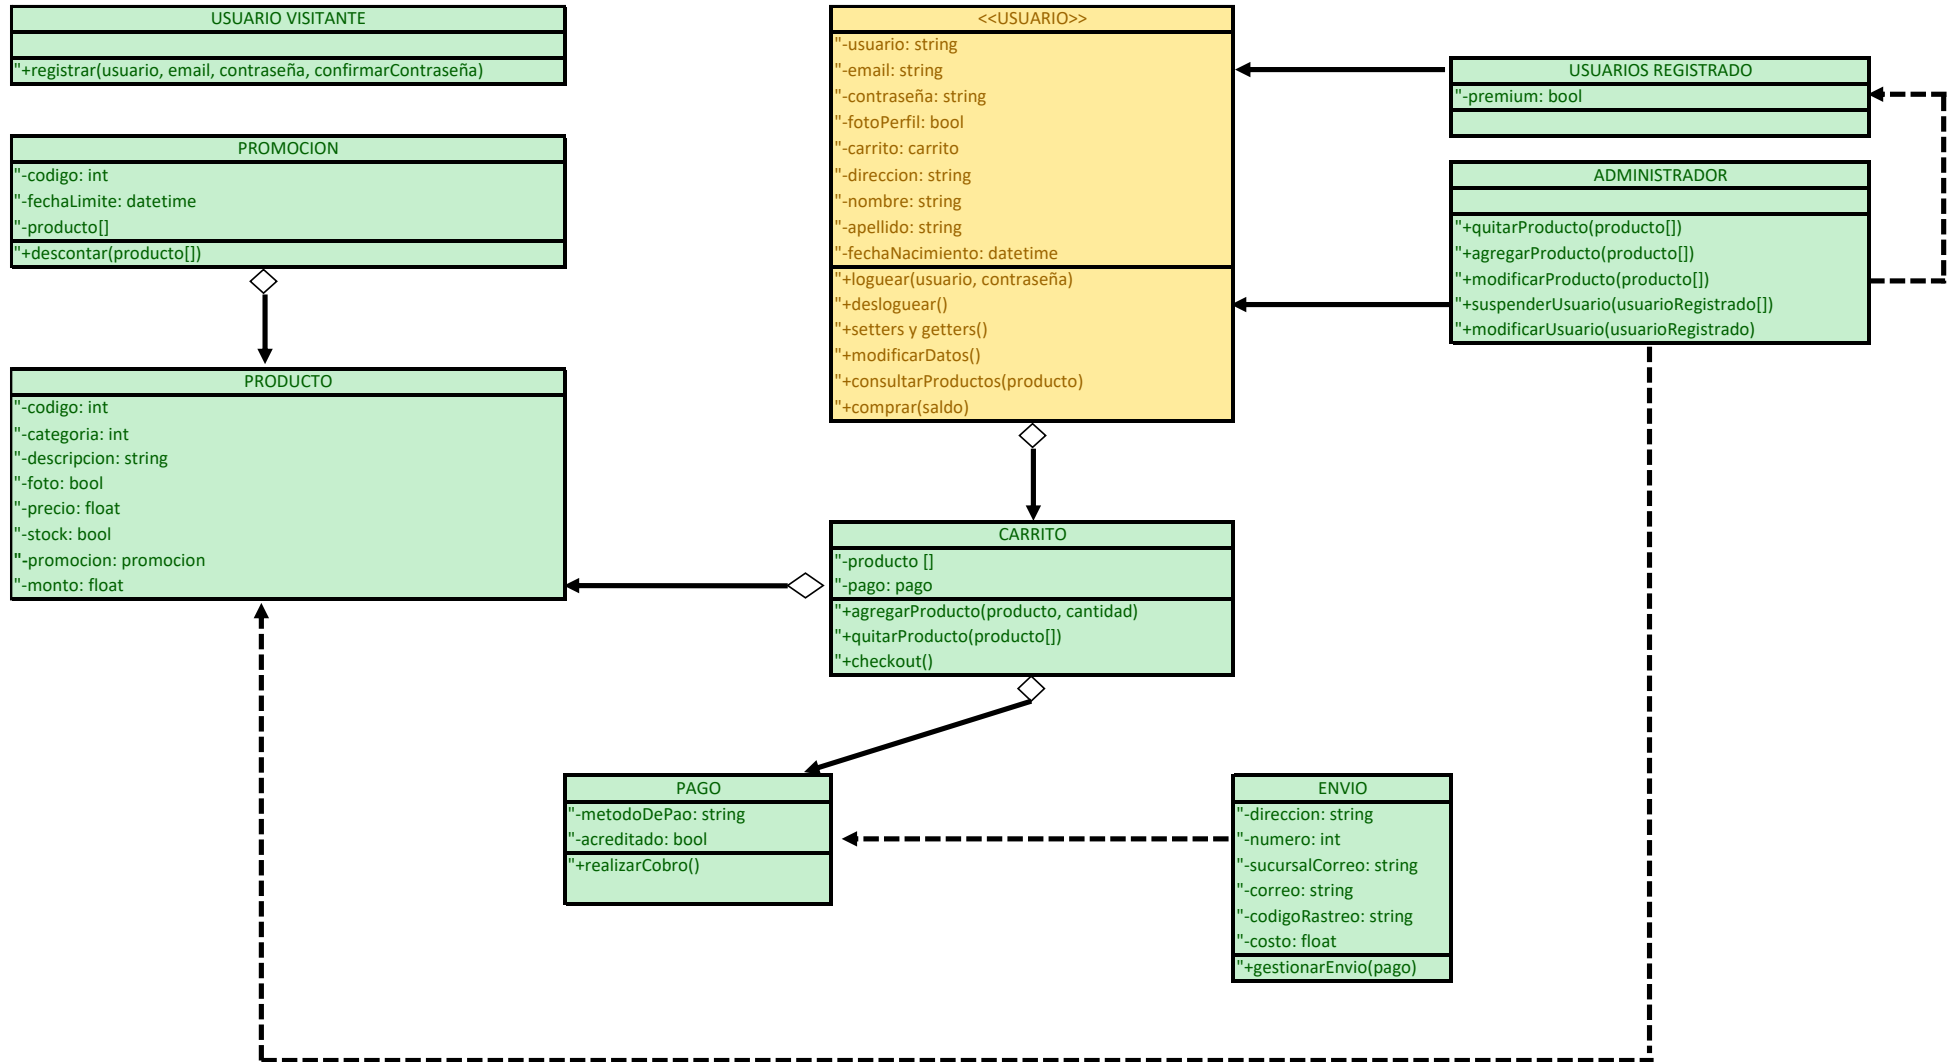 USUARIO VISITANTE
"+registrar(usuario, email, contraseña, confirmarContraseña)
PROMOCION
"-codigo: int
"-fechaLimite: datetime
"-producto[]
"+descontar(producto[])
PRODUCTO
"-codigo: int
"-categoria: int
"-descripcion: string
"-foto: bool
"-precio: float
"-stock: bool
"-promocion: promocion
"-monto: float
<<USUARIO>>
"-usuario: string
"-email: string
"-contraseña: string
"-fotoPerfil: bool
"-carrito: carrito
"-direccion: string
"-nombre: string
"-apellido: string
"-fechaNacimiento: datetime
"+loguear(usuario, contraseña)
"+desloguear()
"+setters y getters()
"+modificarDatos()
"+consultarProductos(producto)
"+comprar(saldo)
USUARIOS REGISTRADO
"-premium: bool
ADMINISTRADOR
"+quitarProducto(producto[])
"+agregarProducto(producto[])
"+modificarProducto(producto[])
"+suspenderUsuario(usuarioRegistrado[])
"+modificarUsuario(usuarioRegistrado)
CARRITO
"-producto []
"-pago: pago
"+agregarProducto(producto, cantidad)
"+quitarProducto(producto[])
"+checkout()
PAGO
"-metodoDePao: string
"-acreditado: bool
"+realizarCobro()
ENVIO
"-direccion: string
"-numero: int
"-sucursalCorreo: string
"-correo: string
"-codigoRastreo: string
"-costo: float
"+gestionarEnvio(pago)